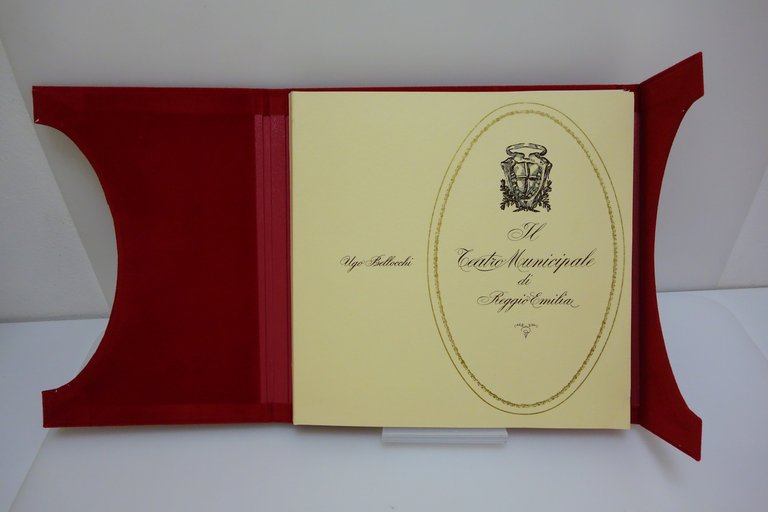 Ugo Bellocchi
Il
Teatro Municipale
di
Reggio Emilia